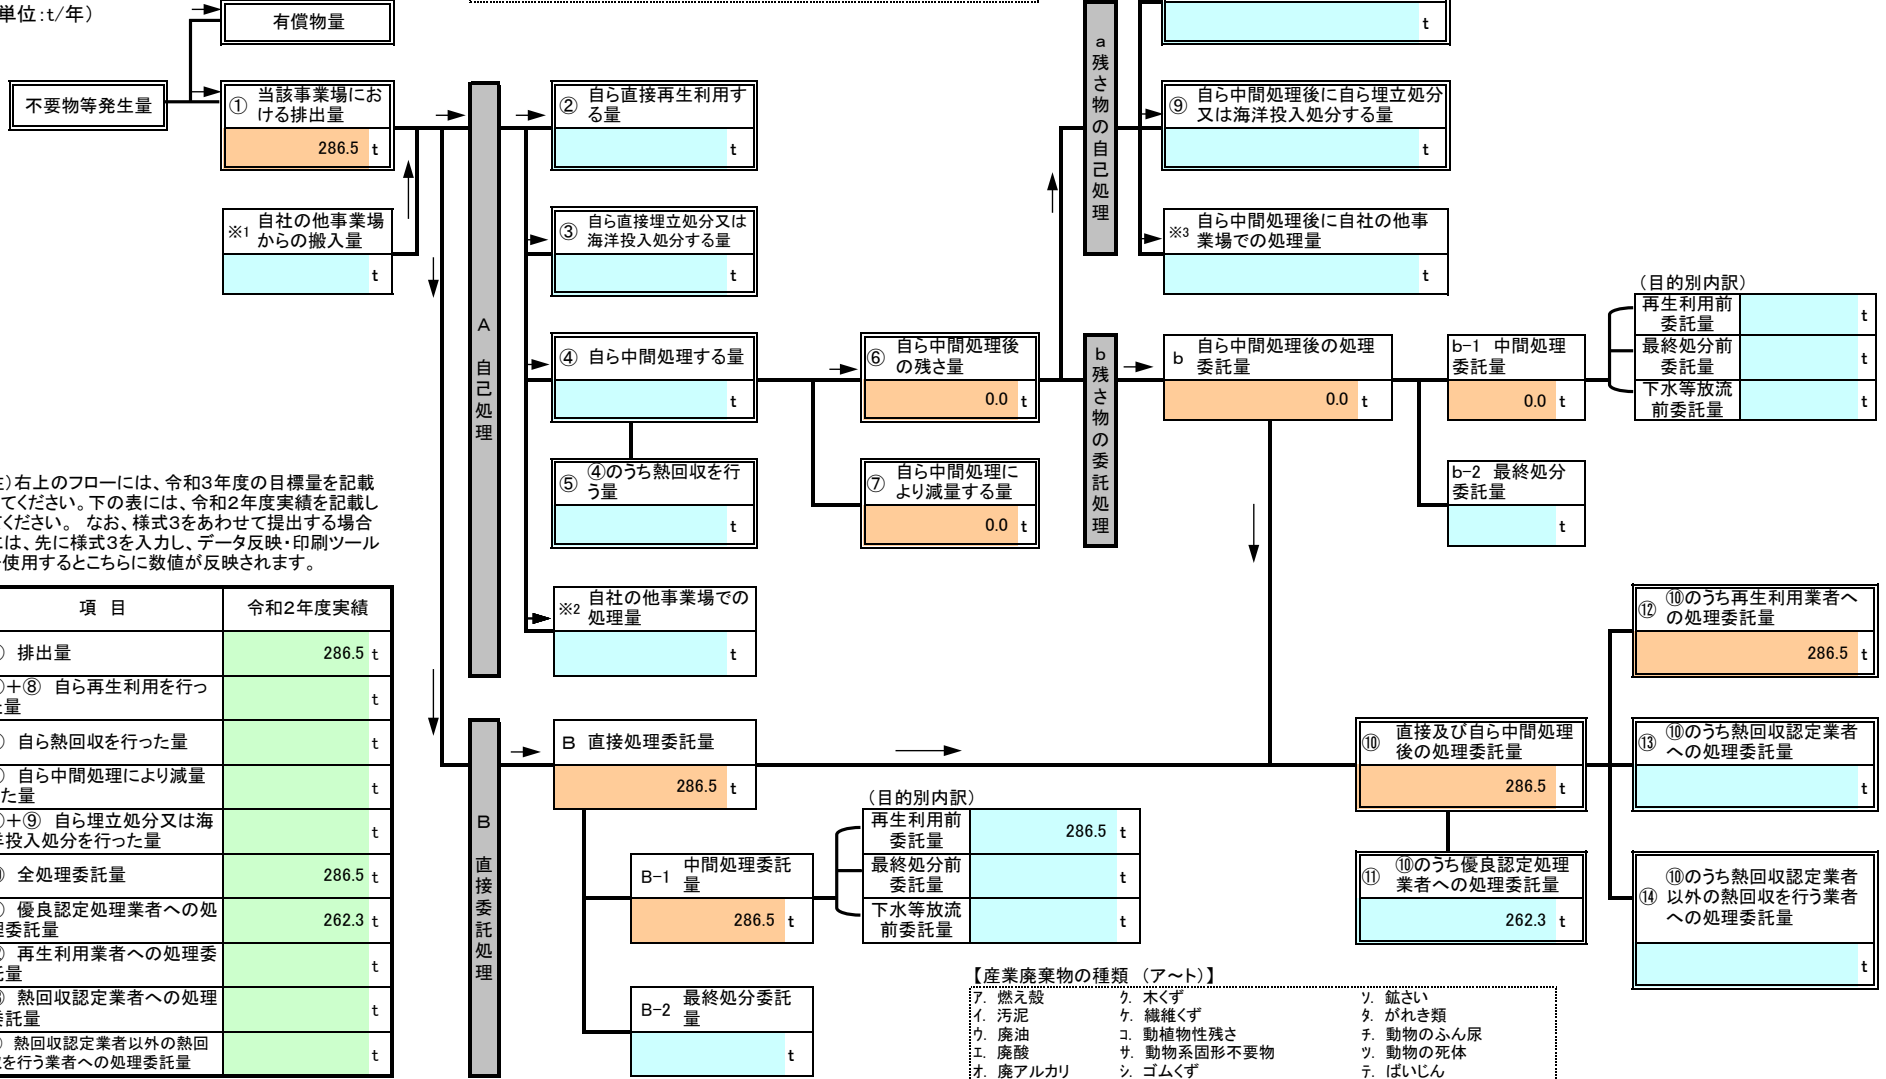 単位:t/年)
有償物量
不要物等発生量
① 当該事業場にお
ける排出量
286.5 t
※1 自社の他事業場
からの搬入量
t
A
自己処理
② 自ら直接再生利用す
る量
t
③ 自ら直接埋立処分又は
海洋投入処分する量
t
④ 自ら中間処理する量
t
⑤ ④のうち熱回収を行
う量
t
※2 自社の他事業場での
処理量
t
⑥ 自ら中間処理後
の残さ量
0.0 t
⑦ 自ら中間処理に
より減量する量
0.0 t
a
残さ物の自己処理
t
⑨ 自ら中間処理後に自ら埋立処分
又は海洋投入処分する量
t
※3 自ら中間処理後に自社の他事
業場での処理量
t
b
残さ物の委託処理
b 自ら中間処理後の処理
委託量
0.0 t
b-1 中間処理
委託量
0.0 t
b-2 最終処分
委託量
t
(目的別内訳)
再生利用前
委託量
t
最終処分前
委託量
t
下水等放流
前委託量
t
)右上のフローには、令和3年度の目標量を記載
てください。下の表には、令和2年度実績を記載し
ください。 なお、様式3をあわせて提出する場合
は、先に様式3を入力し、データ反映・印刷ツール
使用するとこちらに数値が反映されます。
項 目 令和2年度実績
) 排出量 286.5 t
)+⑧ 自ら再生利用を行っ
量 t
) 自ら熱回収を行った量 t
) 自ら中間処理により減量
た量 t
)+⑨ 自ら埋立処分又は海
投入処分を行った量 t
) 全処理委託量 286.5 t
) 優良認定処理業者への処
委託量 262.3 t
) 再生利用業者への処理委
量 t
) 熱回収認定業者への処理
託量 t
) 熱回収認定業者以外の熱回
を行う業者への処理委託量 t
B
直接委託処理
B 直接処理委託量
286.5 t
B-1 中間処理委託
量
286.5 t
B-2 最終処分委託
量
t
(目的別内訳)
再生利用前
委託量
286.5 t
最終処分前
委託量
t
下水等放流
前委託量
t
⑩ 直接及び自ら中間処理
後の処理委託量
286.5 t
⑪ ⑩のうち優良認定処理
業者への処理委託量
262.3 t
⑫ ⑩のうち再生利用業者へ
の処理委託量
286.5 t
⑬ ⑩のうち熱回収認定業者
への処理委託量
t
⑭ ⑩のうち熱回収認定業者
以外の熱回収を行う業者
への処理委託量
t
【産業廃棄物の種類 (ア~ト)】
ア. 燃え殻 ク. 木くず ソ. 鉱さい
イ. 汚泥 ケ. 繊維くず タ. がれき類
ウ. 廃油 コ. 動植物性残さ チ. 動物のふん尿
エ. 廃酸 サ. 動物系固形不要物 ツ. 動物の死体
オ. 廃アルカリ シ. ゴムくず テ. ばいじん